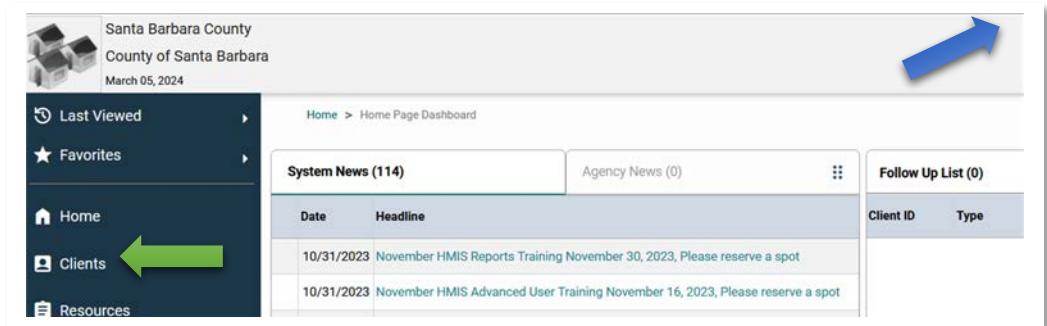 Santa Barbara County
County of Santa Barbara
March 05, 2024
Last Viewed
Favorites
Home
Clients
Resources
Home > Home Page Dashboard
System News (114)
Agency News (0)
Date Headline
10/31/2023 November HMIS Reports Training November 30, 2023, Please reserve a spot
10/31/2023 November HMIS Advanced User Training November 16, 2023, Please reserve a spot
Follow Up List (0)
Client ID Type